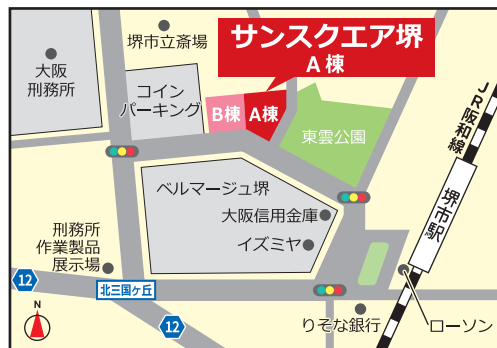 サンスクエア堺
A棟
堺市立斎場
大阪
刑務所
コイン
パーキング
B棟
A棟
東雲公園
JR阪和線
堺市駅
ベルマージュ堺
大阪信用金庫
イズミヤ
刑務所
作業製品
展示場
12
北三国ヶ丘
12
りそな銀行
ローソン
N